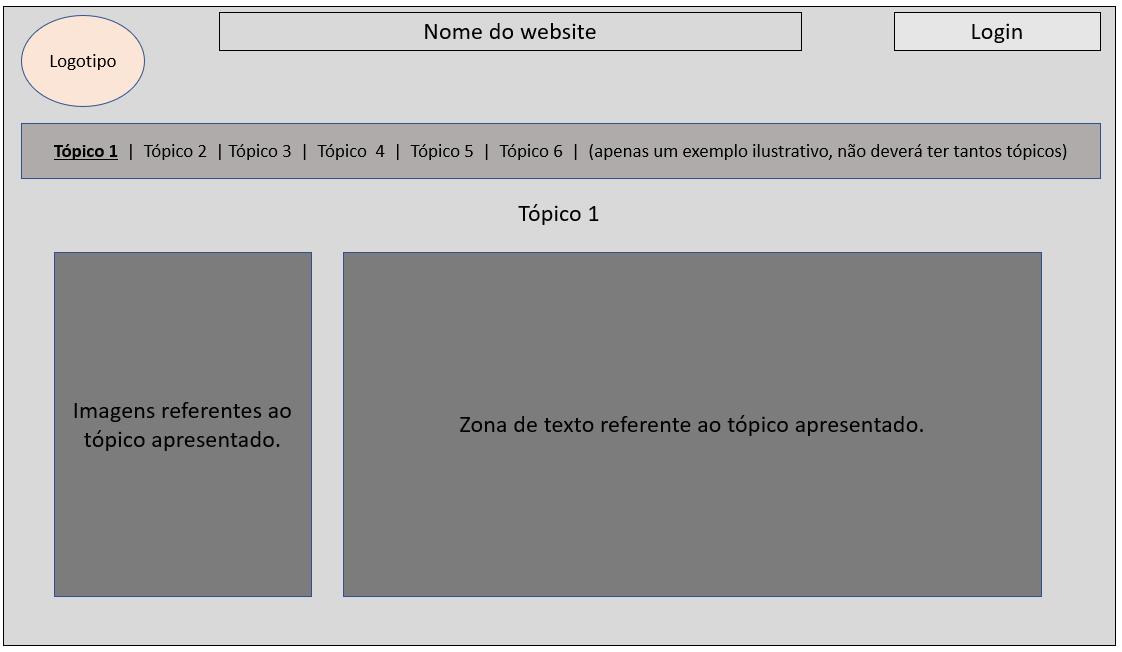 Nome do website
Login
Logotipo
Tópico 1 | Tópico 2 | Tópico 3 | Tópico 4 | Tópico 5 | Tópico 6 | (apenas um exemplo ilustrativo, não deverá ter tantos tópicos)
Tópico 1
Imagens referentes ao
tópico apresentado.
Zona de texto referente ao tópico apresentado.